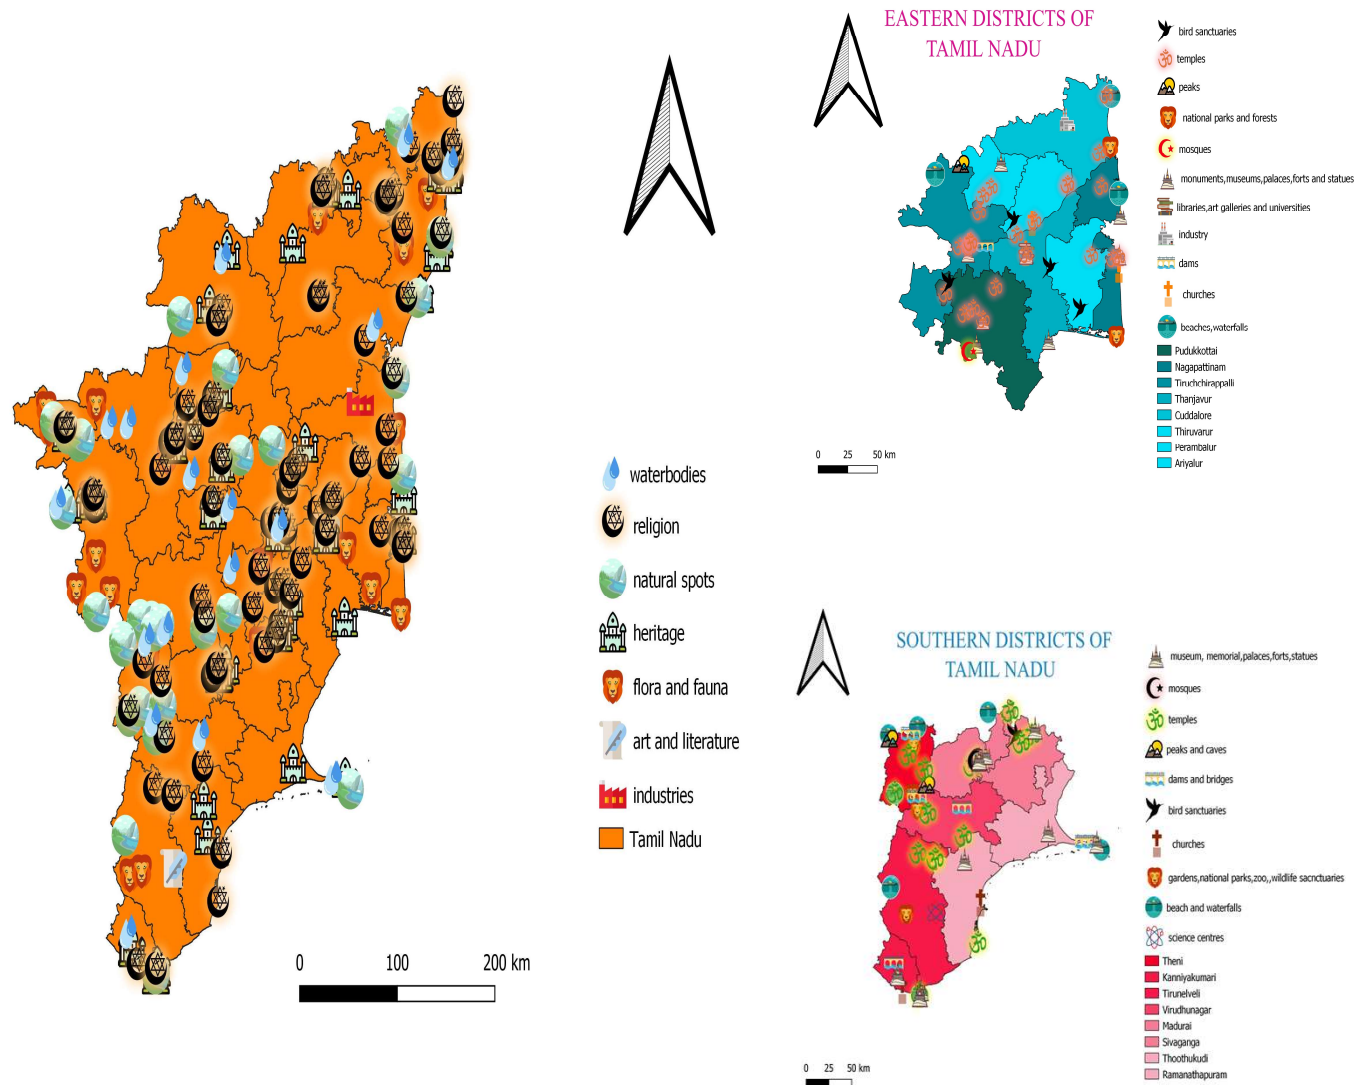 waterbodies
religion
natural spots
heritage
flora and fauna
art and literature
industries
Tamil Nadu
0 100 200 km
EASTERN DISTRICTS OF
TAMIL NADU
bird sanctuaries
temples
peaks
national parks and forests
mosques
monuments,museums,palaces,forts and statues
libraries,art galleries and universities
industry
dams
churches
beaches,waterfalls
Pudukkottai
Nagapattinam
Tiruchchirappalli
Thanjavur
Cuddalore
Thiruvarur
Perambalur
Ariyalur
0 25 50 km
SOUTHERN DISTRICTS OF
TAMIL NADU
museum, memorial,palaces,forts,statues
mosques
temples
peaks and caves
dams and bridges
bird sanctuaries
churches
gardens,national parks,zoo,,wildlife sacnctuaries
beach and waterfalls
science centres
Theni
Kanniyakumari
Tirunelveli
Virudhunagar
Madurai
Sivaganga
Thoothukudi
Ramanathapuram
0 25 50 km